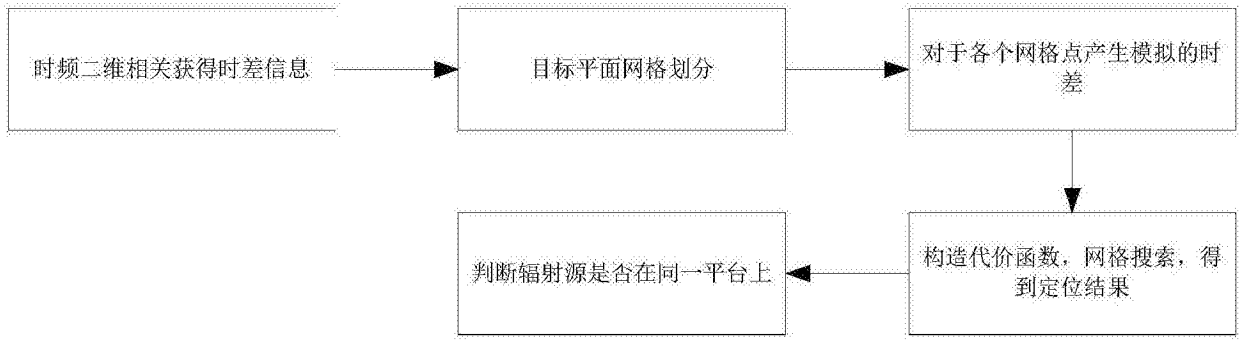 时频二维相关获得时差信息
目标平面网格划分
对于各个网格点产生模拟的时
差
构造代价函数，网格搜索，得
到定位结果
判断辐射源是否在同一平台上